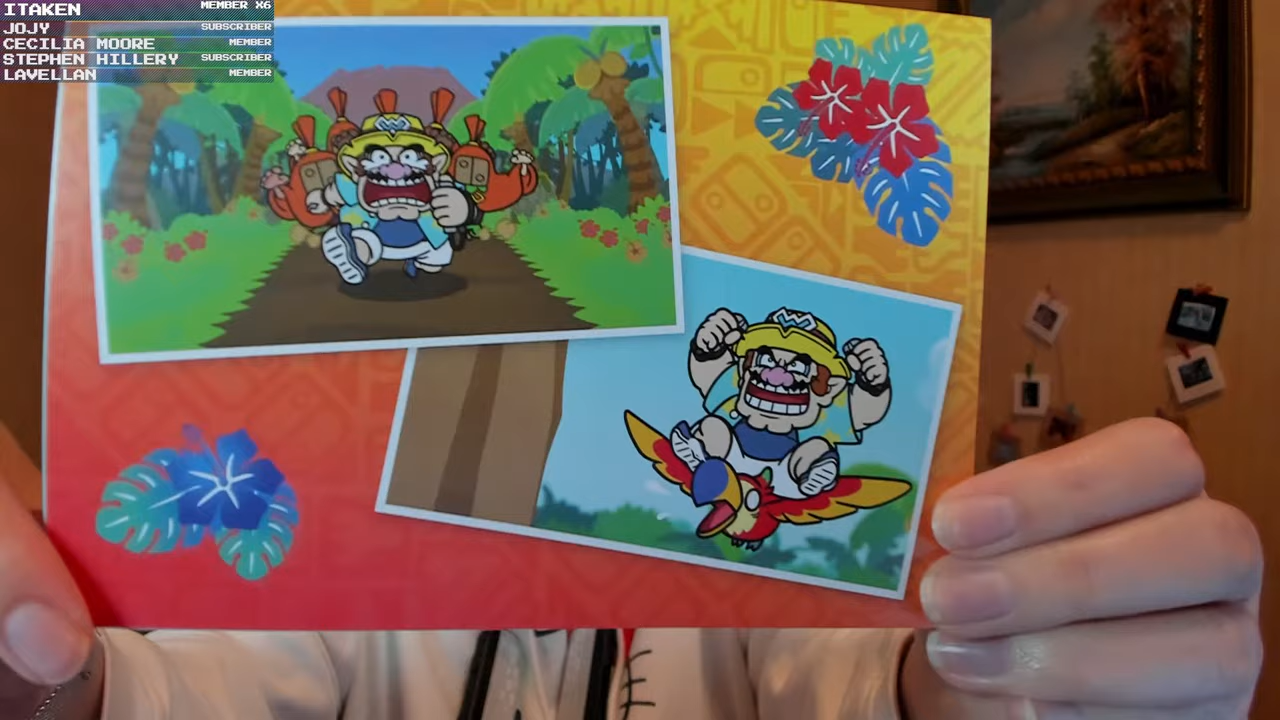 ITAKEN MEMBER X6
JOJY SUBSCRIBER
CECILIA MOORE MEMBER
STEPHEN HILLERY SUBSCRIBER
LAVELLAN MEMBER